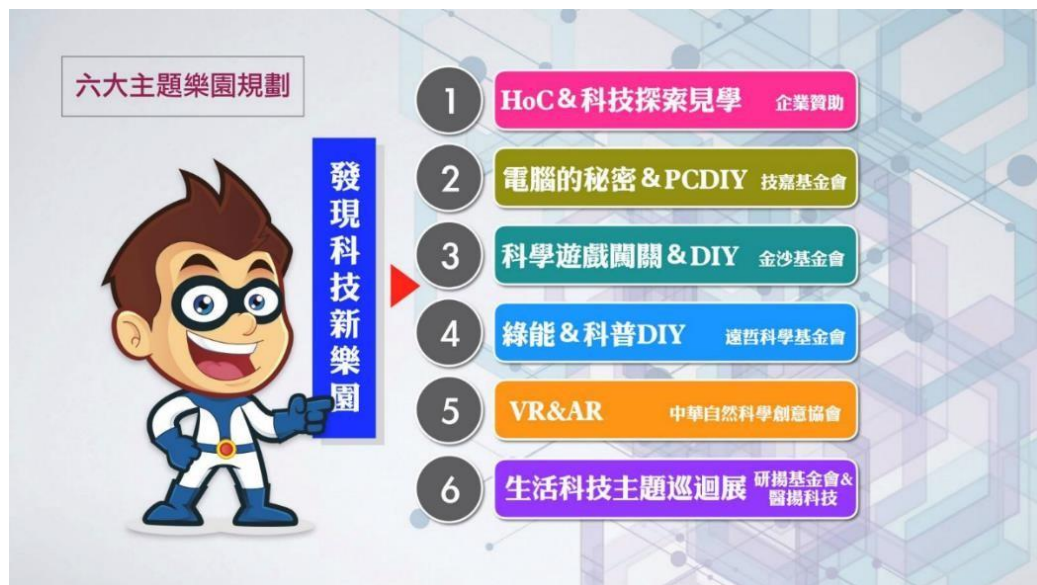 六大主題樂園規劃
發現科技新樂園
1 HoC&科技探索見學 企業贊助
2 電腦的秘密&PCDIY 技嘉基金會
3 科學遊戲闖關&DIY 金沙基金會
4 綠能&科普DIY 遠哲科學基金會
5 VR&AR 中華自然科學創意協會
6 生活科技主題巡迴展 研揚基金會&
醫揚科技